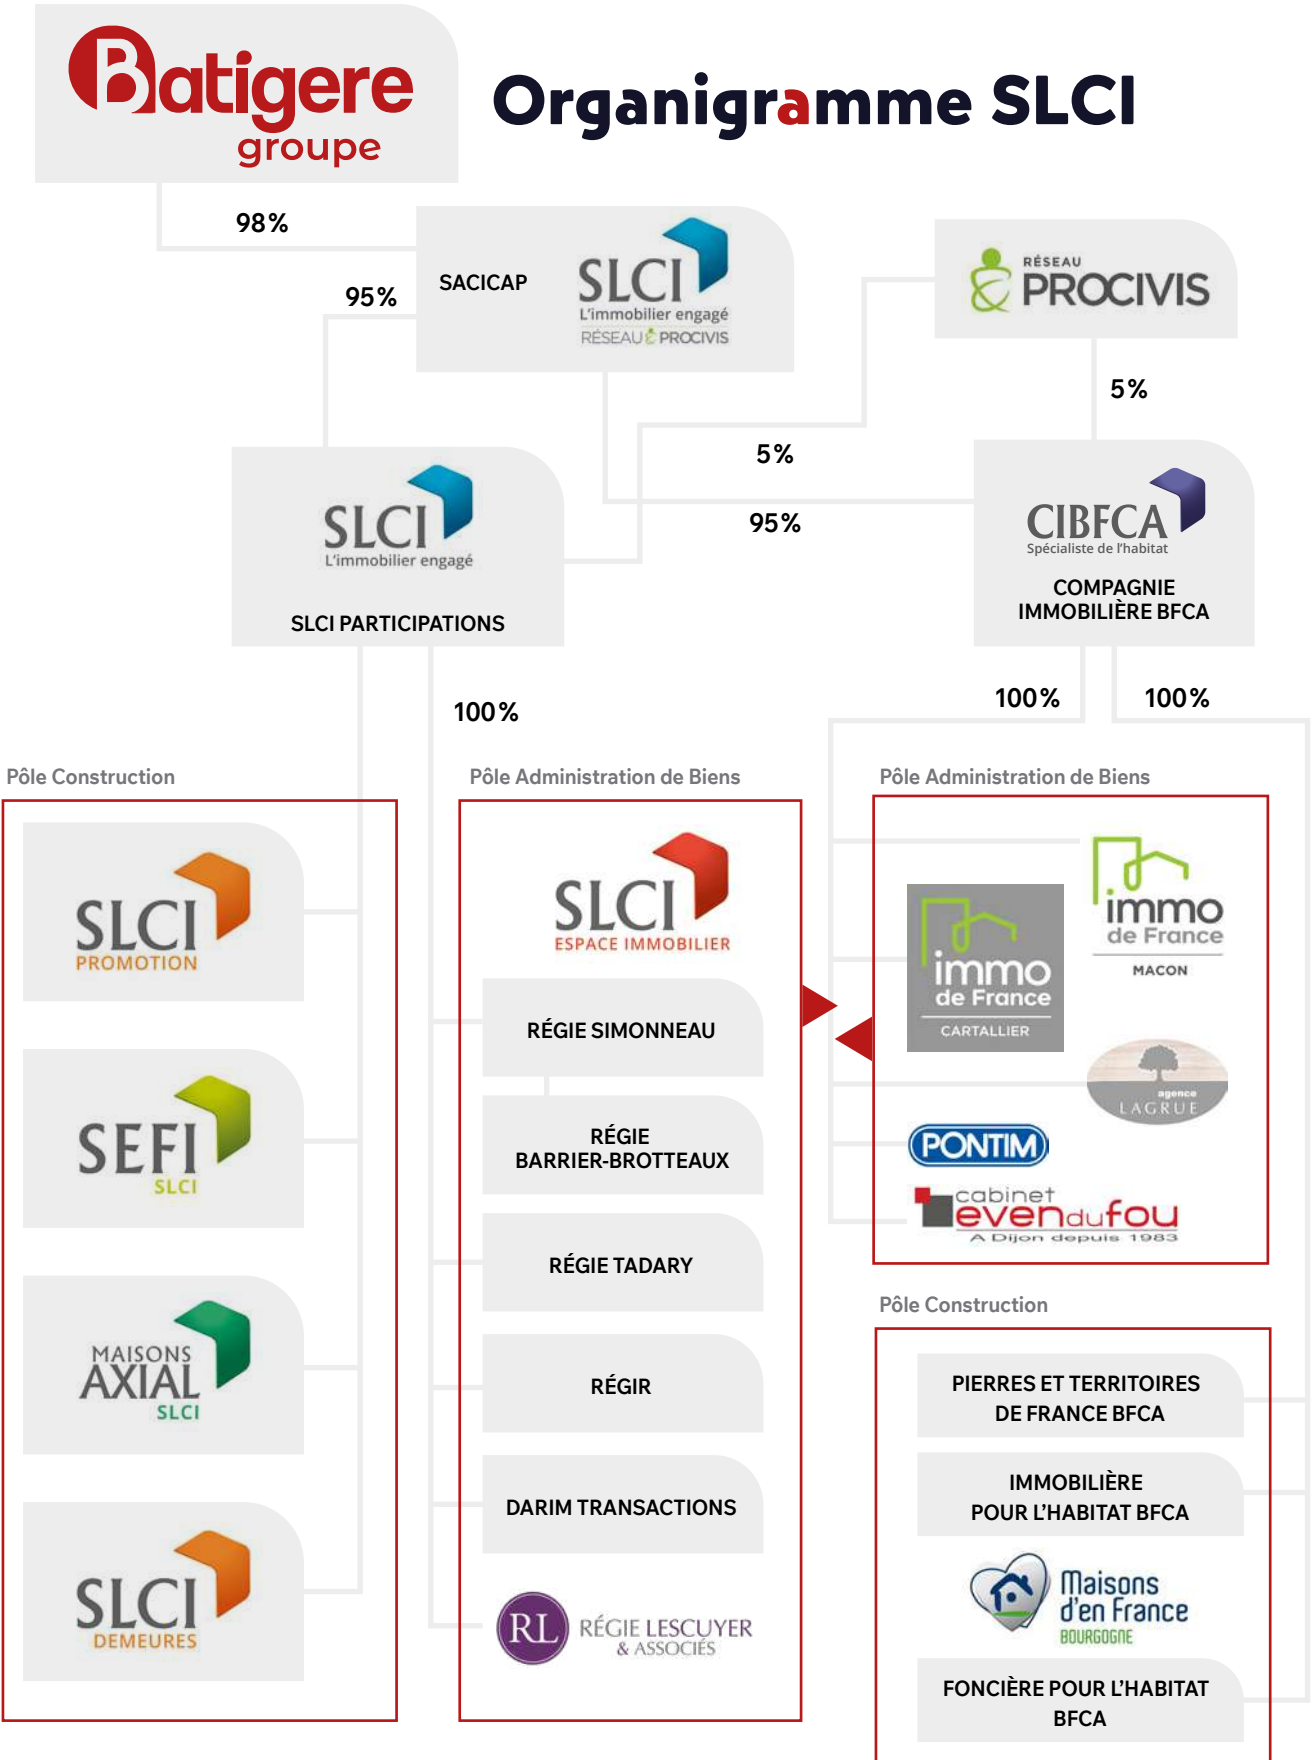 Batigere
groupe
Organigramme SLCI
98%
95%
SACICAP
SLCI
L'immobilier engagé
RÉSEAU PROCIVIS
RÉSEAU
PROCIVIS
5%
5%
95%
SLCI
L'immobilier engagé
SLCI PARTICIPATIONS
CIBFCA
Spécialiste de l'habitat
COMPAGNIE
IMMOBILIÈRE BFCA
100%
100%
100%
Pôle Construction
SLCI
PROMOTION
SEFI
SLCI
MAISONS
AXIAL
SLCI
SLCI
DEMEURES
Pôle Administration de Biens
SLCI
ESPACE IMMOBILIER
RÉGIE SIMONNEAU
RÉGIE
BARRIER-BROTTEAUX
RÉGIE TADARY
RÉGIR
DARIM TRANSACTIONS
RL
RÉGIE LESCUYER
& ASSOCIÉS
Pôle Administration de Biens
immo
de France
MACON
immo
de France
CARTALLIER
agence
LAGRUE
PONTIM
cabinet
evendufou
A Dijon depuis 1983
Pôle Construction
PIERRES ET TERRITOIRES
DE FRANCE BFCA
IMMOBILIÈRE
POUR L'HABITAT BFCA
Maisons
d'en France
BOURGOGNE
FONCIÈRE POUR L'HABITAT
BFCA